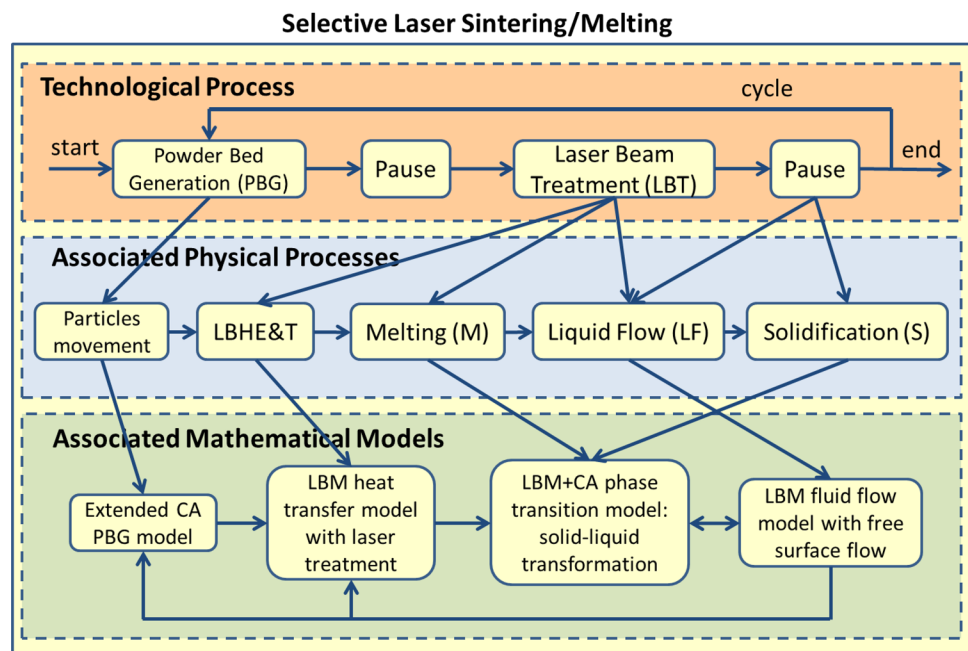 Selective Laser Sintering/Melting
Technological Process
cycle
start
Powder Bed
Generation (PBG)
Pause
Laser Beam
Treatment (LBT)
Pause
end
Associated Physical Processes
Particles
movement
LBHE&T
Melting (M)
Liquid Flow (LF)
Solidification (S)
Associated Mathematical Models
Extended CA
PBG model
LBM heat
transfer model
with laser
treatment
LBM+CA phase
transition model:
solid-liquid
transformation
LBM fluid flow
model with free
surface flow